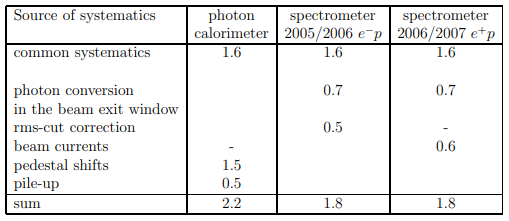 Source of systematics photon spectrometer spectrometer
calorimeter 2005/2006 e⁻p 2006/2007 e⁺p
common systematics 1.6 1.6 1.6
photon conversion 0.7 0.7
in the beam exit window
rms-cut correction 0.5 -
beam currents - 0.6
pedestal shifts 1.5
pile-up 0.5
sum 2.2 1.8 1.8